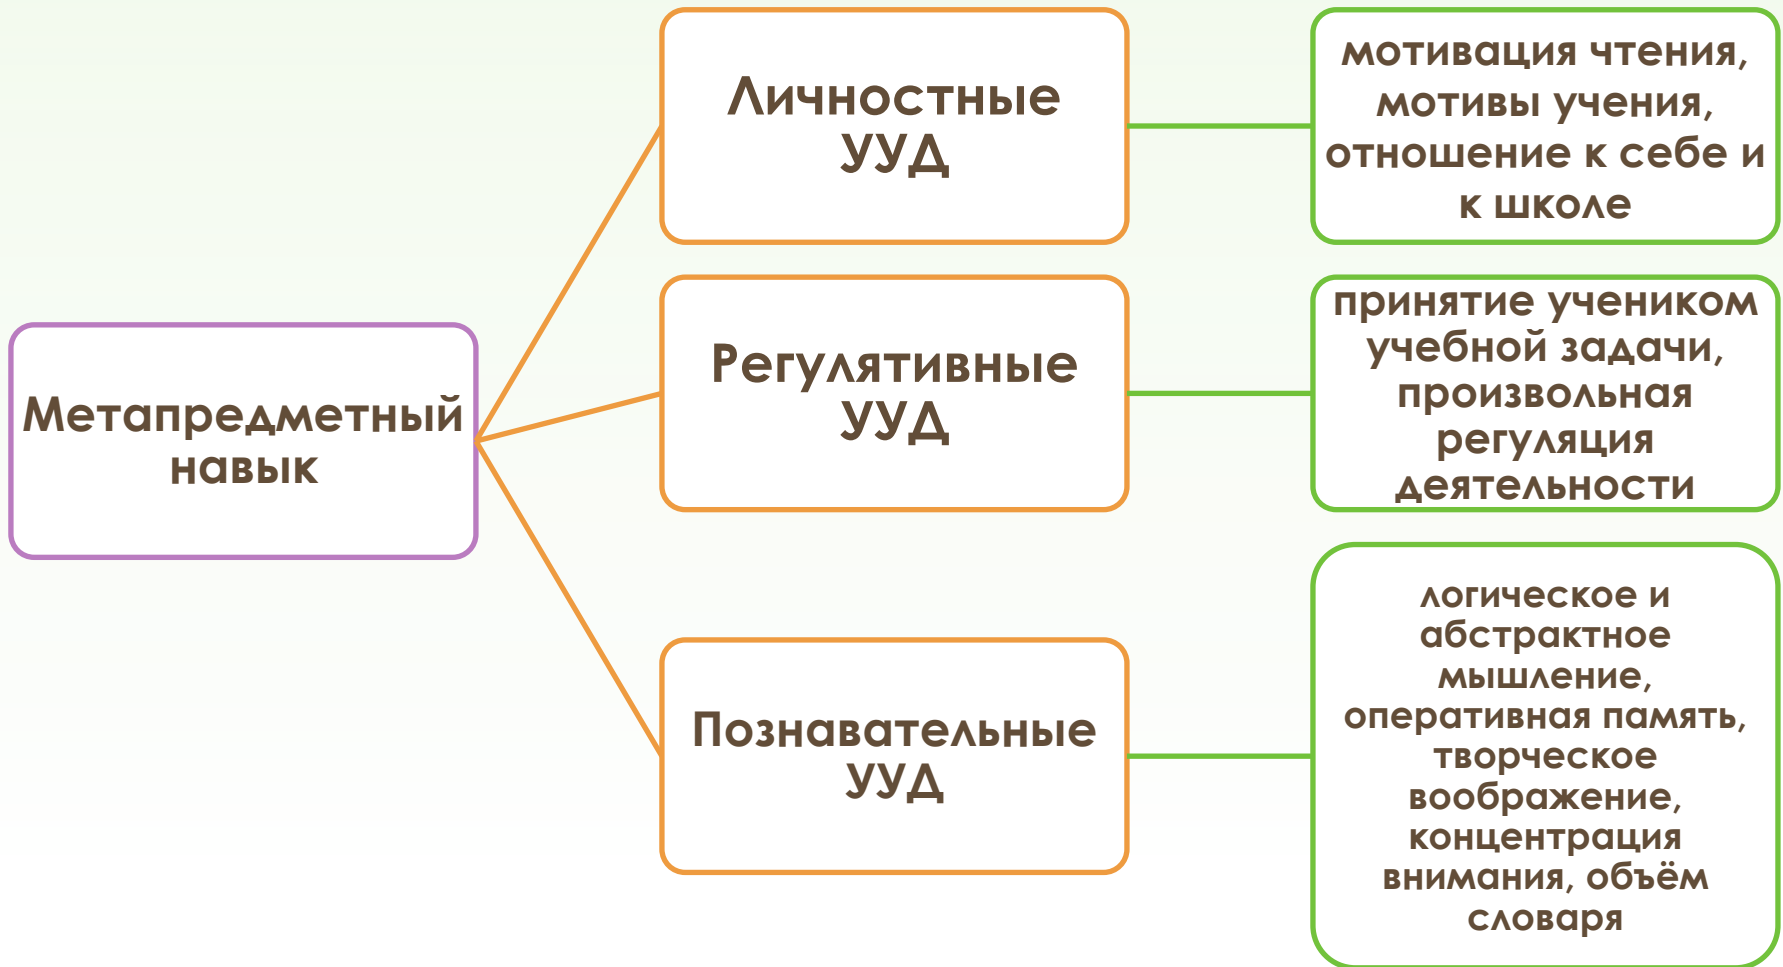 Метапредметный
навык
Личностные
УУД
мотивация чтения,
мотивы учения,
отношение к себе и
к школе
Регулятивные
УУД
принятие учеником
учебной задачи,
произвольная
регуляция
деятельности
Познавательные
УУД
логическое и
абстрактное
мышление,
оперативная память,
творческое
воображение,
концентрация
внимания, объём
словаря